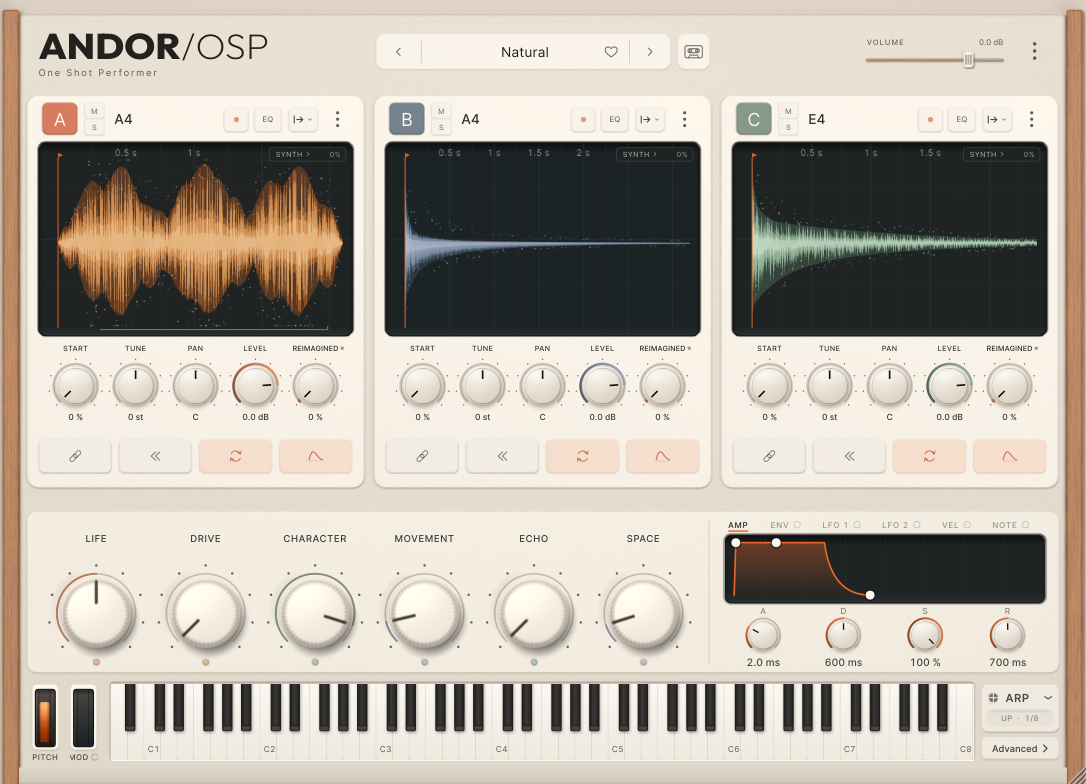 ANDOR/OSP
One Shot Performer
Natural
VOLUME 0.0 dB
A M S A4 EQ
0.5 s 1 s SYNTH 0%
START TUNE PAN LEVEL REIMAGINED
0 % 0 st C 0.0 dB 0 %
B M S A4 EQ
0.5 s 1 s 1.5 s 2 s SYNTH 0%
START TUNE PAN LEVEL REIMAGINED
0 % 0 st C 0.0 dB 0 %
C M S E4 EQ
0.5 s 1 s 1.5 s SYNTH 0%
START TUNE PAN LEVEL REIMAGINED
0 % 0 st C 0.0 dB 0 %
LIFE DRIVE CHARACTER MOVEMENT ECHO SPACE
AMP ENV LFO 1 LFO 2 VEL NOTE
A D S R
2.0 ms 600 ms 100 % 700 ms
PITCH MOD
C1 C2 C3 C4 C5 C6 C7 C8
ARP
UP · 1/8
Advanced